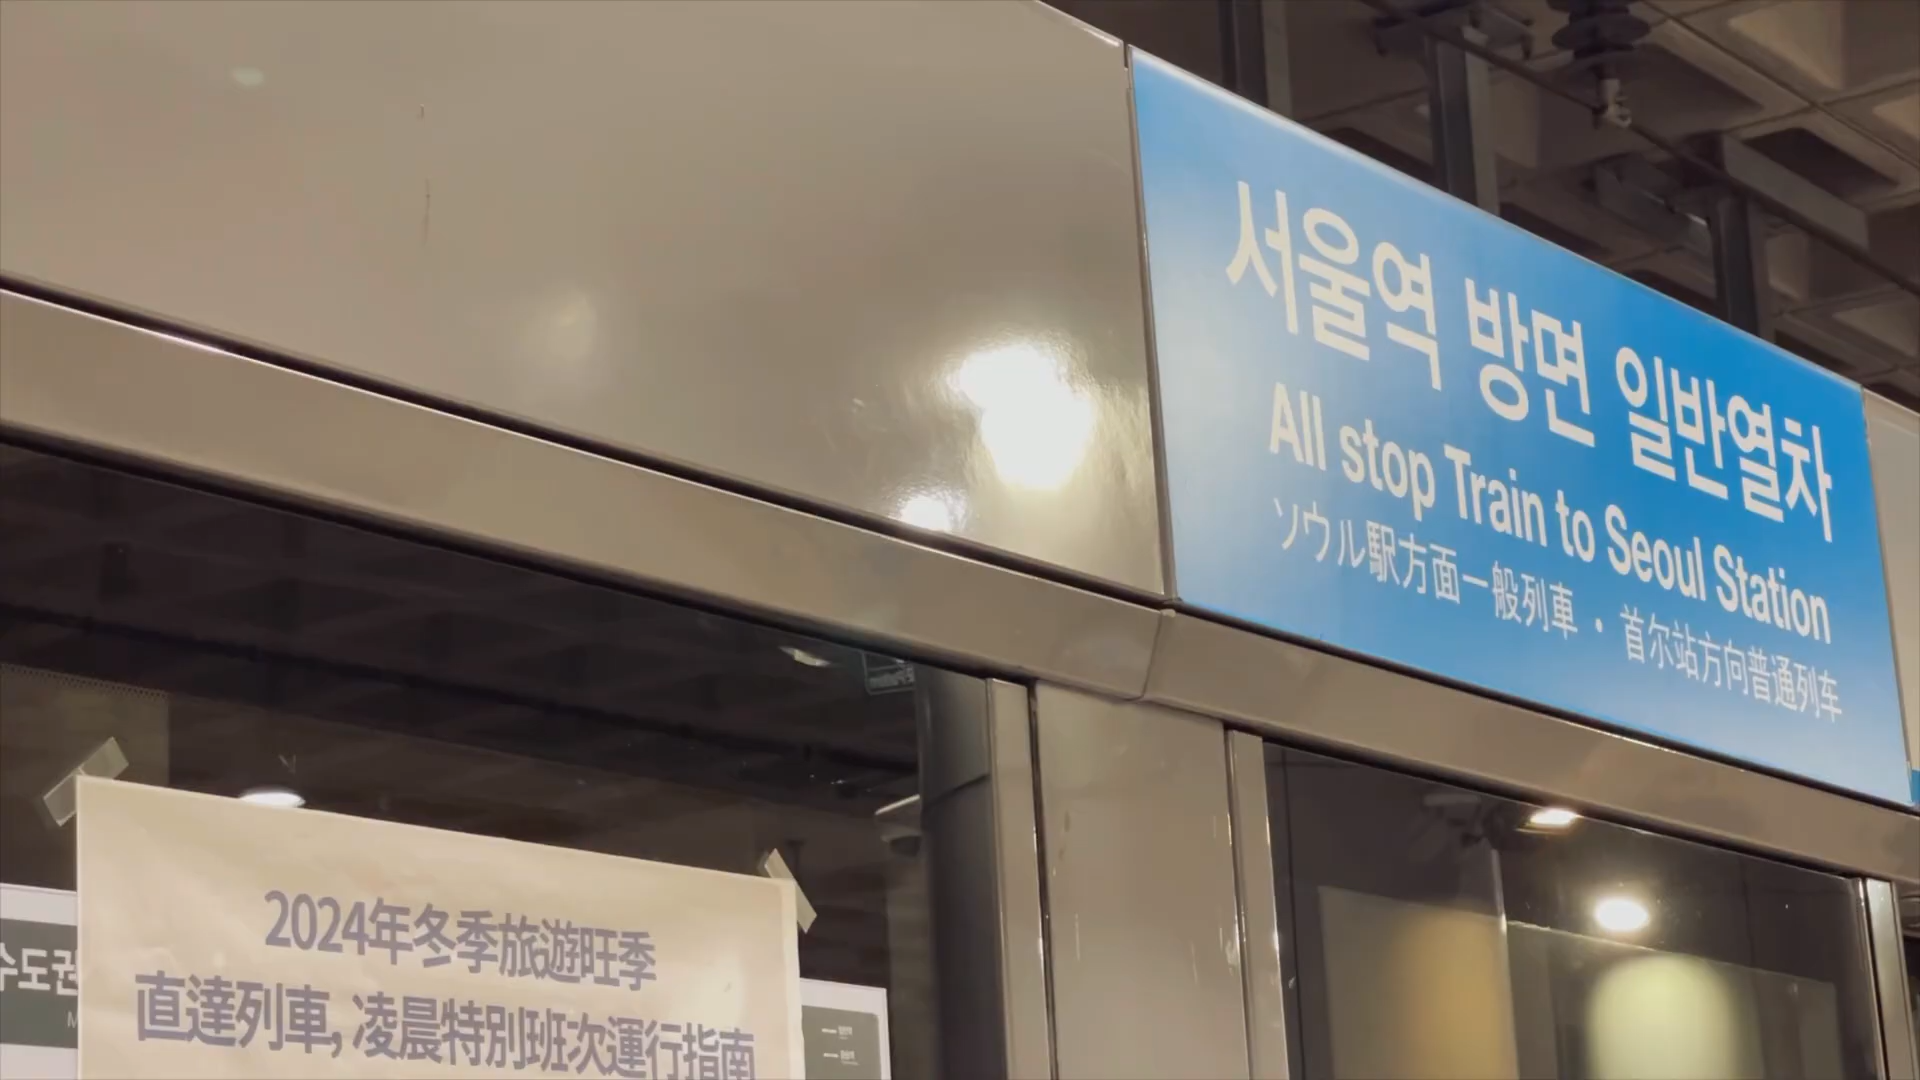 서울역 방면 일반열차
All stop Train to Seoul Station
ソウル駅方面一般列車・首尔站方向普通列车
2024年冬季旅遊旺季
直達列車, 凌晨特別班次運行指南
수도권